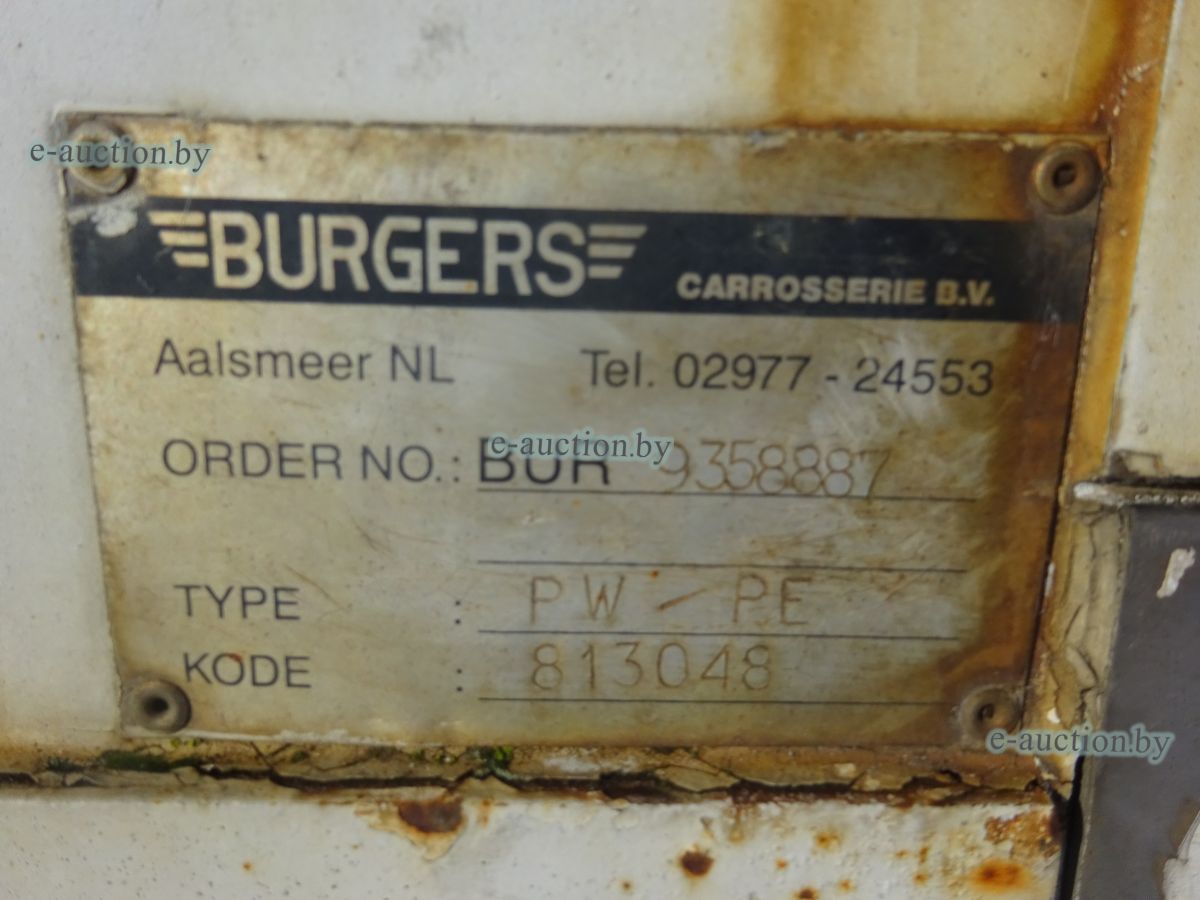 e-auction.by
BURGERS
CARROSSERIE B.V.
Aalsmeer NL Tel. 02977 - 24553
e-auction.by
ORDER NO.: BUR 9358887
TYPE : PW - PE
KODE : 813048
e-auction.by